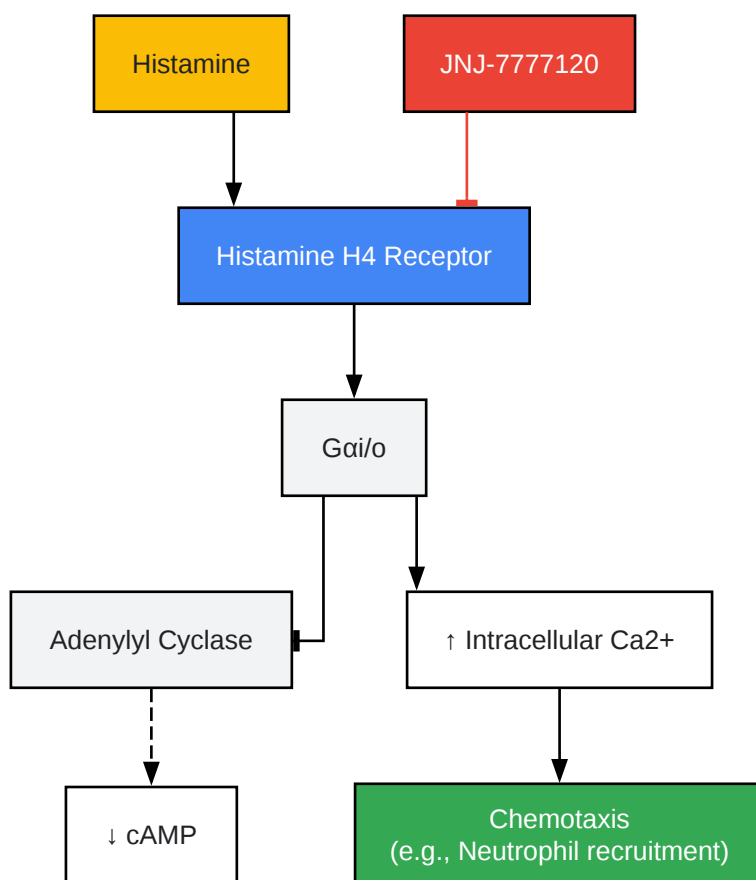 Histamine
JNJ-7777120
Histamine H4 Receptor
Gαi/o
Adenylyl Cyclase
↑ Intracellular Ca2+
↓ cAMP
Chemotaxis
(e.g., Neutrophil recruitment)